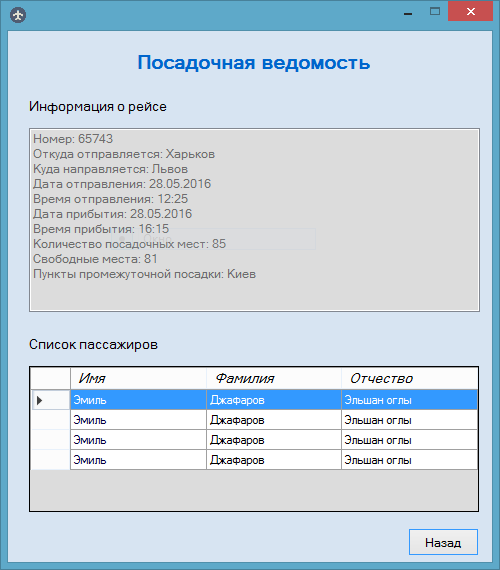 Посадочная ведомость
Информация о рейсе
Номер: 65743
Откуда отправляется: Харьков
Куда направляется: Львов
Дата отправления: 28.05.2016
Время отправления: 12:25
Дата прибытия: 28.05.2016
Время прибытия: 16:15
Количество посадочных мест: 85
Свободные места: 81
Пункты промежуточной посадки: Киев
Список пассажиров
Имя Фамилия Отчество
Эмиль Джафаров Эльшан оглы
Эмиль Джафаров Эльшан оглы
Эмиль Джафаров Эльшан оглы
Эмиль Джафаров Эльшан оглы
Назад